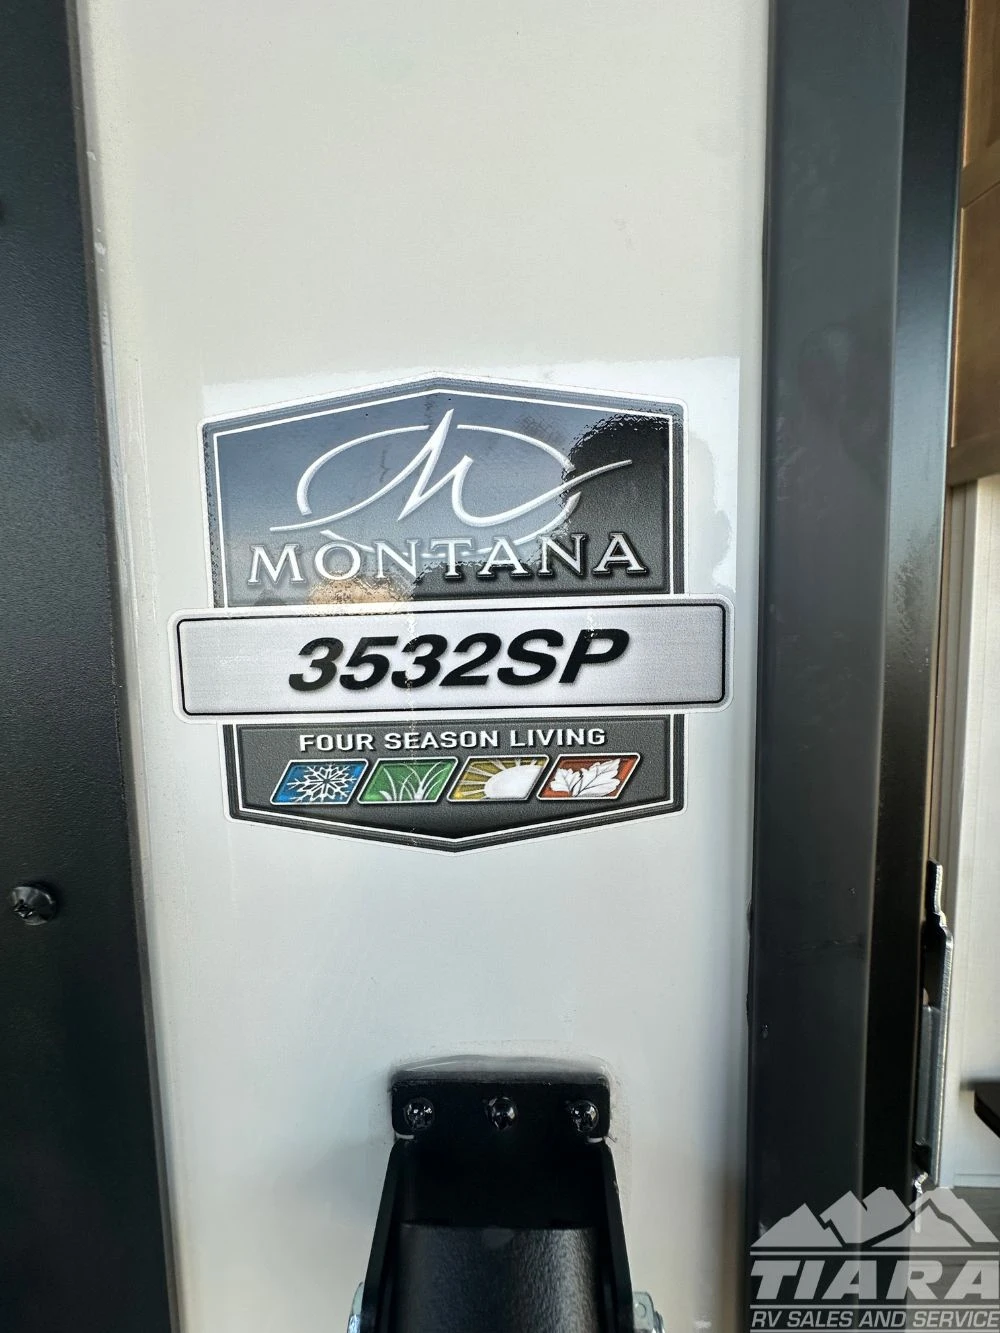 MONTANA
3532SP
FOUR SEASON LIVING
TIARA
RV SALES AND SERVICE